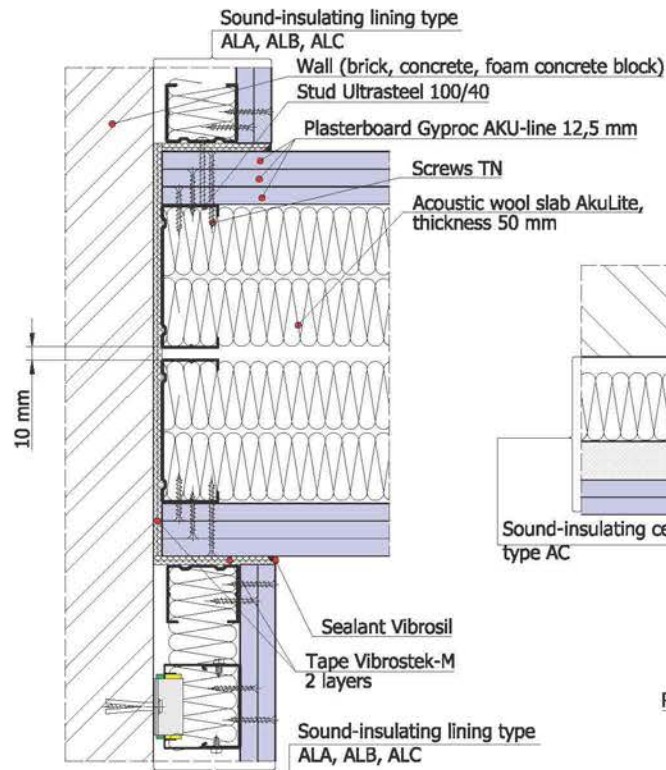 Sound-insulating lining type
ALA, ALB, ALC
Wall (brick, concrete, foam concrete block)
Stud Ultrasteel 100/40
Plasterboard Gyproc AKU-line 12,5 mm
Screws TN
Acoustic wool slab AkuLite,
thickness 50 mm
10 mm
Sound-insulating ce
type AC
Sealant Vibrosil
Tape Vibrostek-M
2 layers
Sound-insulating lining type
ALA, ALB, ALC